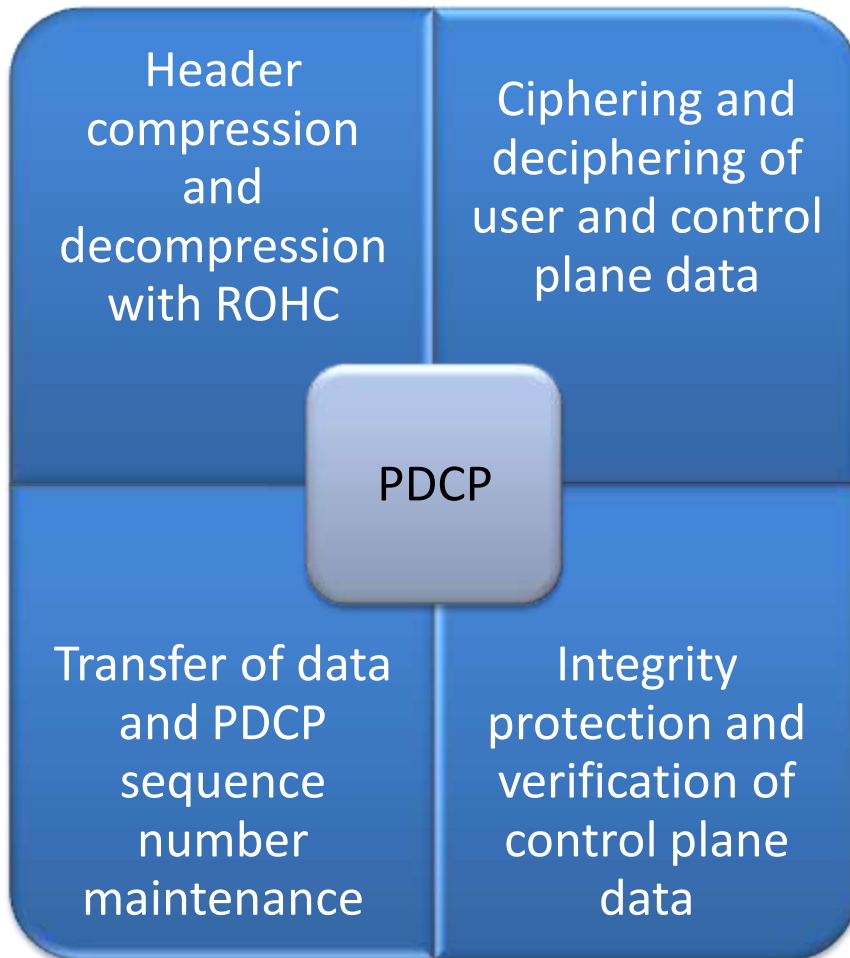 Header
compression
and
decompression
with ROHC
Ciphering and
deciphering of
user and control
plane data
PDCP
Transfer of data
and PDCP
sequence
number
maintenance
Integrity
protection and
verification of
control plane
data